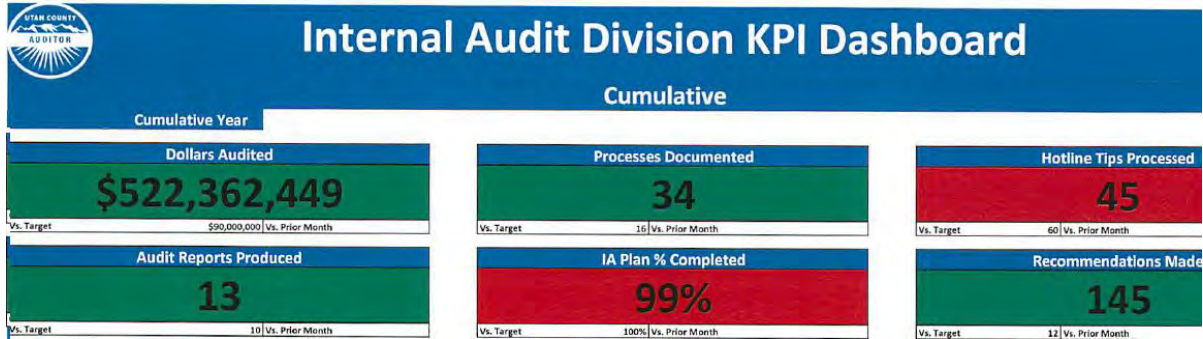 UTAH COUNTY
AUDITOR
Internal Audit Division KPI Dashboard
Cumulative
Cumulative Year
Dollars Audited
$522,362,449
Vs. Target $90,000,000 Vs. Prior Month
Processes Documented
34
Vs. Target 16 Vs. Prior Month
Hotline Tips Processed
45
Vs. Target 60 Vs. Prior Month
Audit Reports Produced
13
Vs. Target 10 Vs. Prior Month
IA Plan % Completed
99%
Vs. Target 100% Vs. Prior Month
Recommendations Made
145
Vs. Target 12 Vs. Prior Month